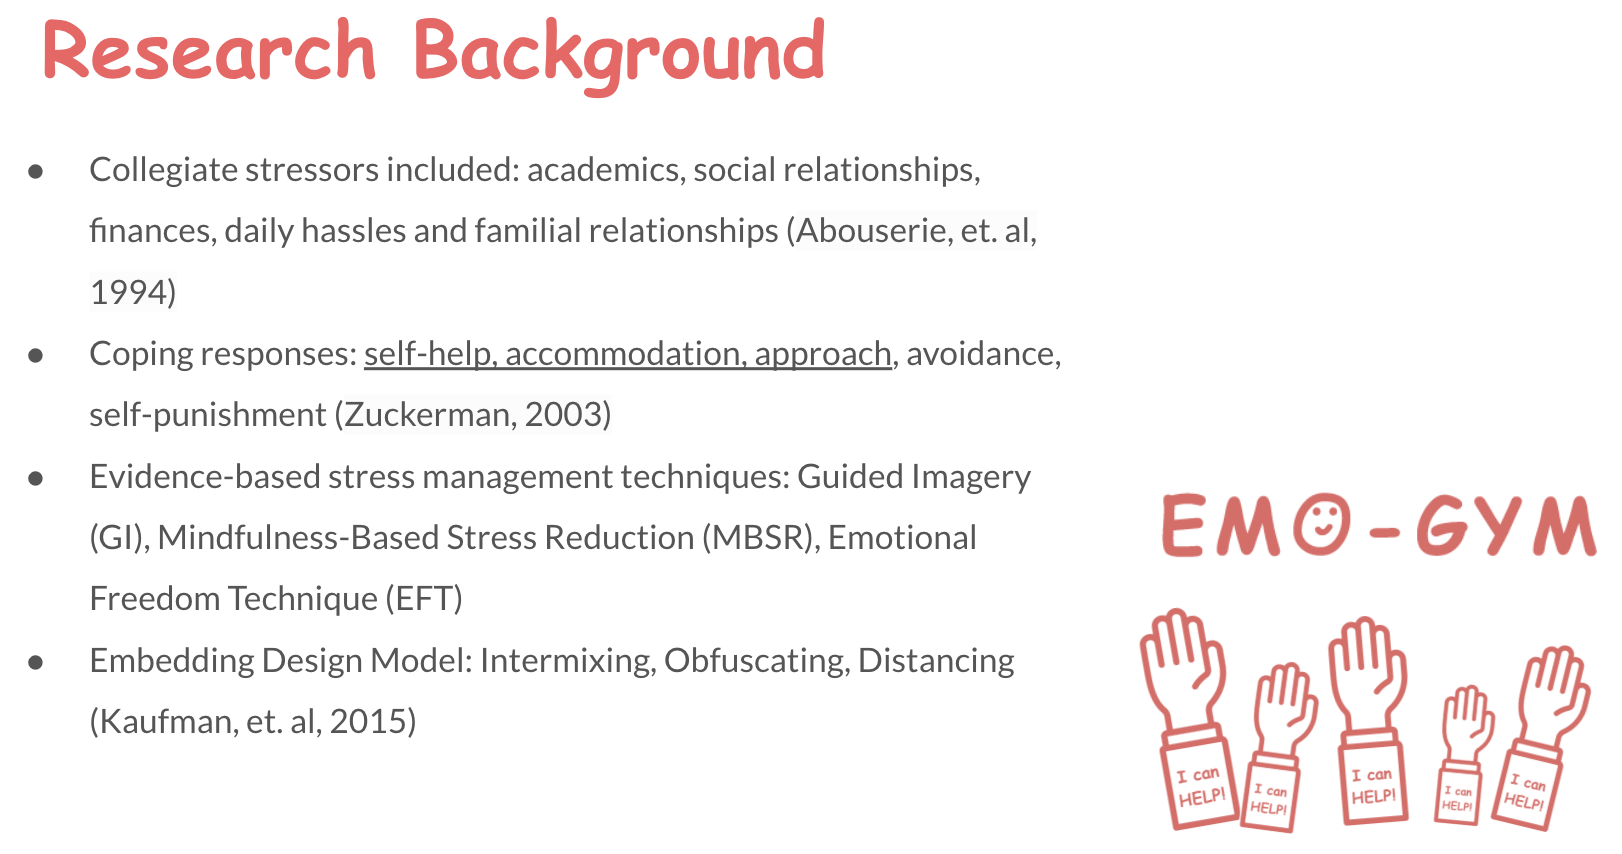 Research Background
● Collegiate stressors included: academics, social relationships,
finances, daily hassles and familial relationships (Abouserie, et. al,
1994)
● Coping responses: self-help, accommodation, approach, avoidance,
self-punishment (Zuckerman, 2003)
● Evidence-based stress management techniques: Guided Imagery
(GI), Mindfulness-Based Stress Reduction (MBSR), Emotional
Freedom Technique (EFT)
● Embedding Design Model: Intermixing, Obfuscating, Distancing
(Kaufman, et. al, 2015)
EMO-GYM
I can
HELP!
I can
HELP!
I can
HELP!
I can
HELP!
I can
HELP!